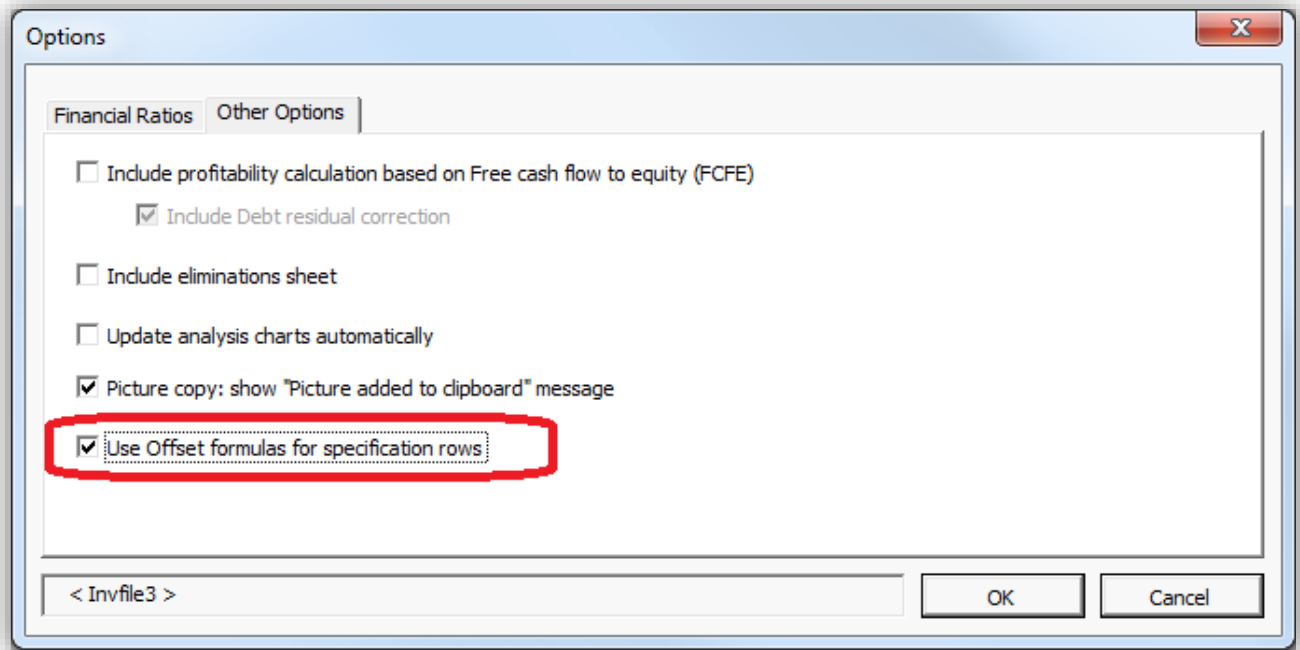 Options
Financial Ratios
Other Options
Include profitability calculation based on Free cash flow to equity (FCFE)
Include Debt residual correction
Include eliminations sheet
Update analysis charts automatically
Picture copy: show "Picture added to clipboard" message
Use Offset formulas for specification rows
< Invfile3 >
OK
Cancel